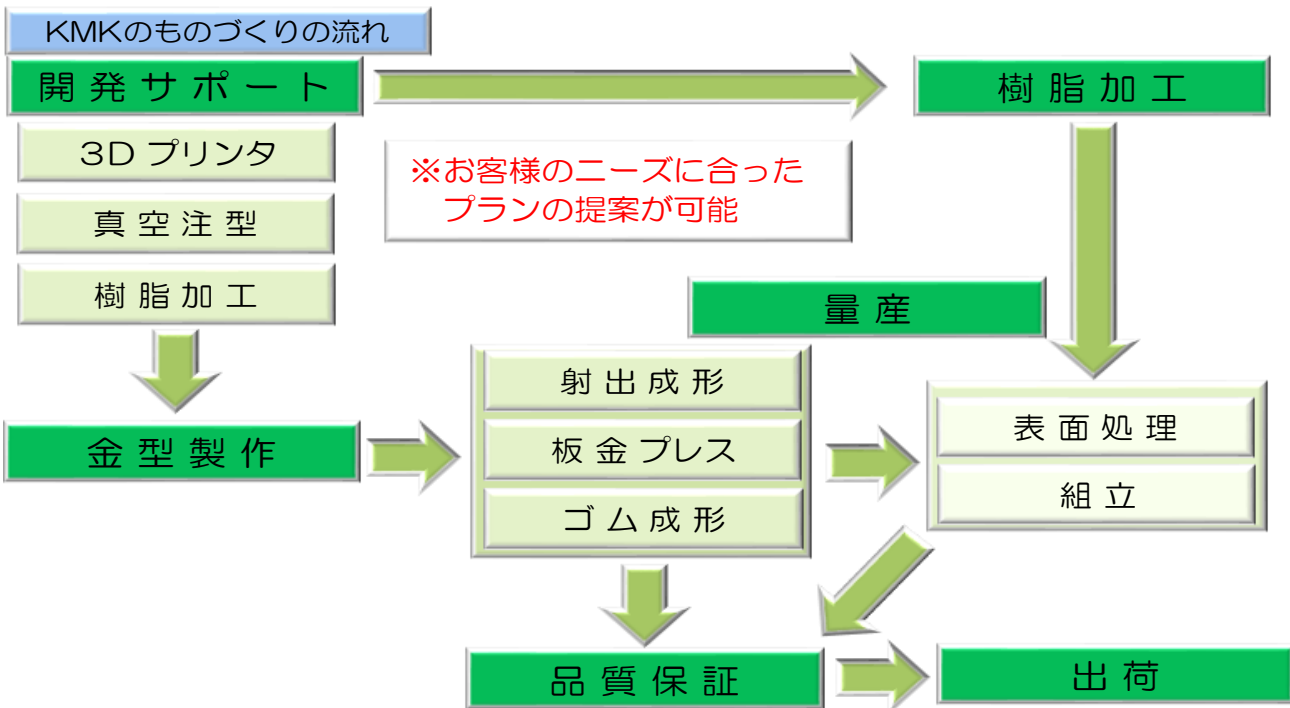 KMKのものづくりの流れ
開発サポート
樹脂加工
3D プリンタ
真空注型
樹脂加工
※お客様のニーズに合った
プランの提案が可能
量産
射出成形
板金プレス
ゴム成形
金型製作
表面処理
組立
品質保証
出荷